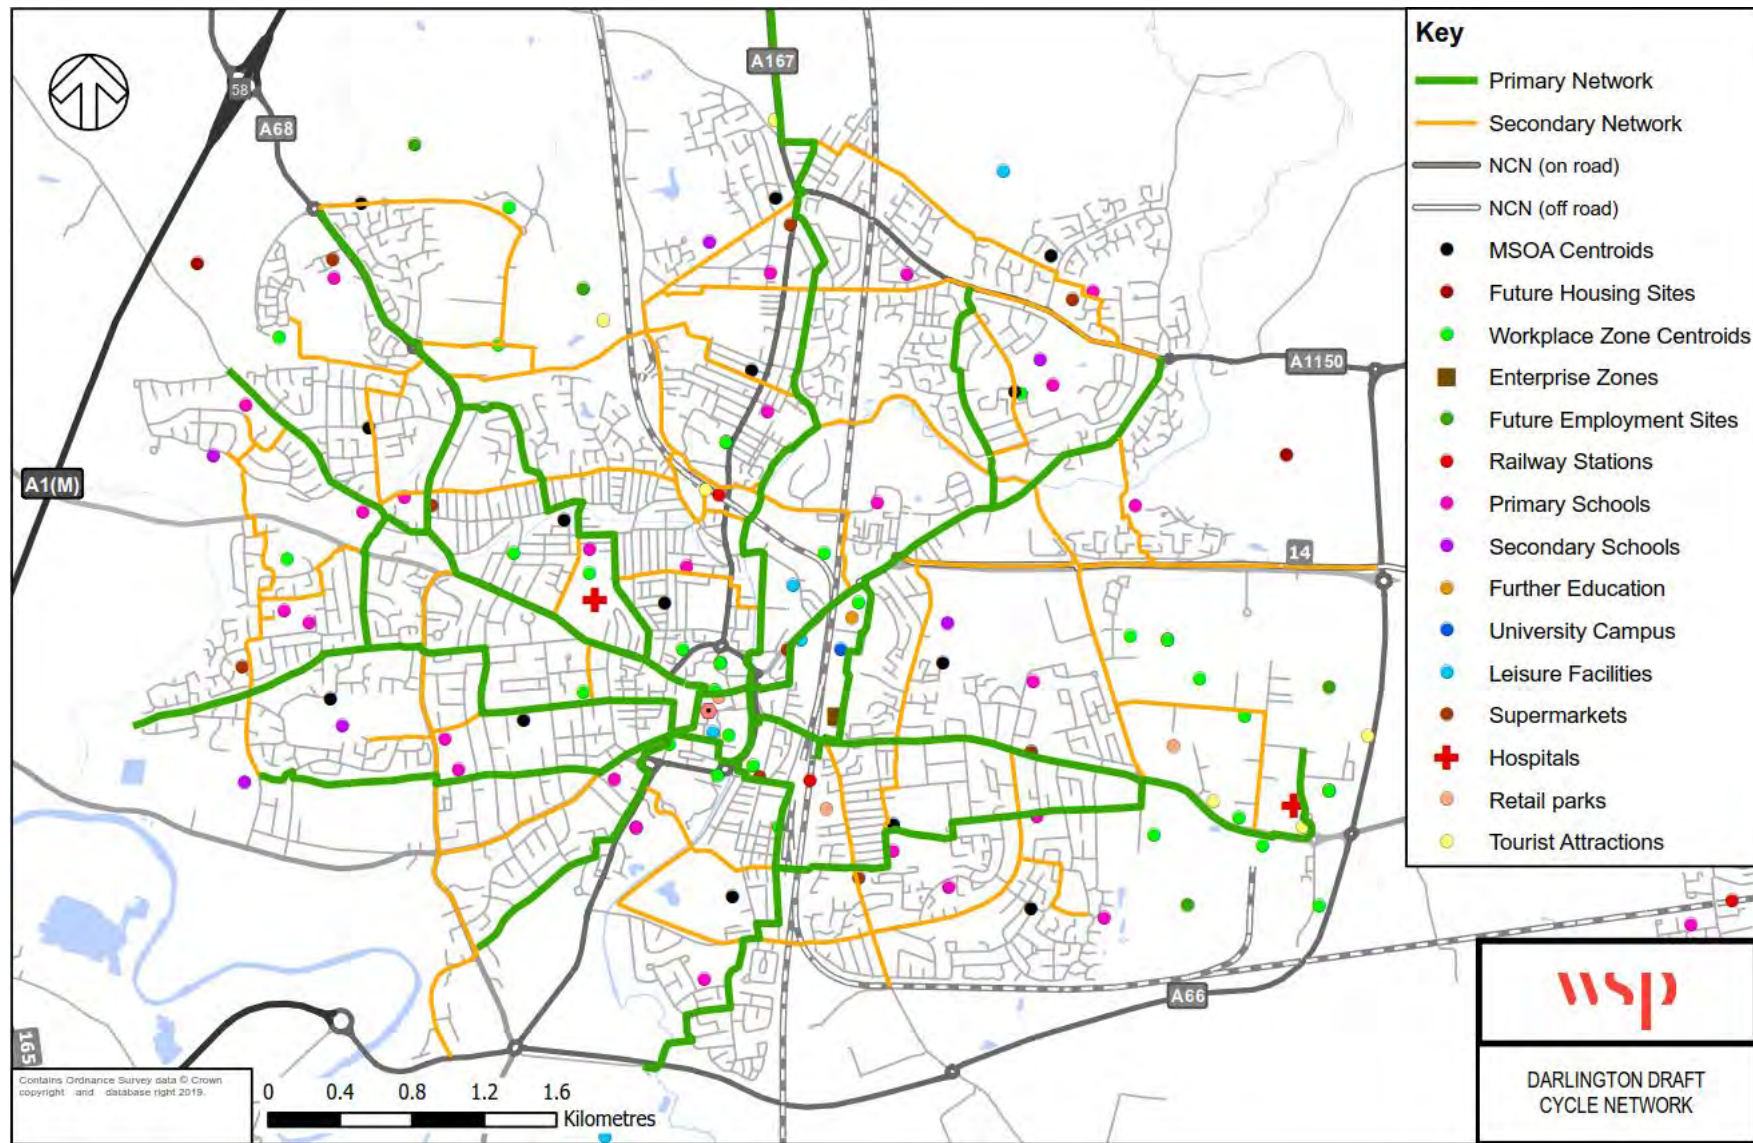 A167
58
A68
A1150
A1(M)
14
A66
165
Contains Ordnance Survey data © Crown
copyright and database right 2019.
0 0.4 0.8 1.2 1.6
Kilometres
Key
Primary Network
Secondary Network
NCN (on road)
NCN (off road)
MSOA Centroids
Future Housing Sites
Workplace Zone Centroids
Enterprise Zones
Future Employment Sites
Railway Stations
Primary Schools
Secondary Schools
Further Education
University Campus
Leisure Facilities
Supermarkets
Hospitals
Retail parks
Tourist Attractions
wsp
DARLINGTON DRAFT
CYCLE NETWORK